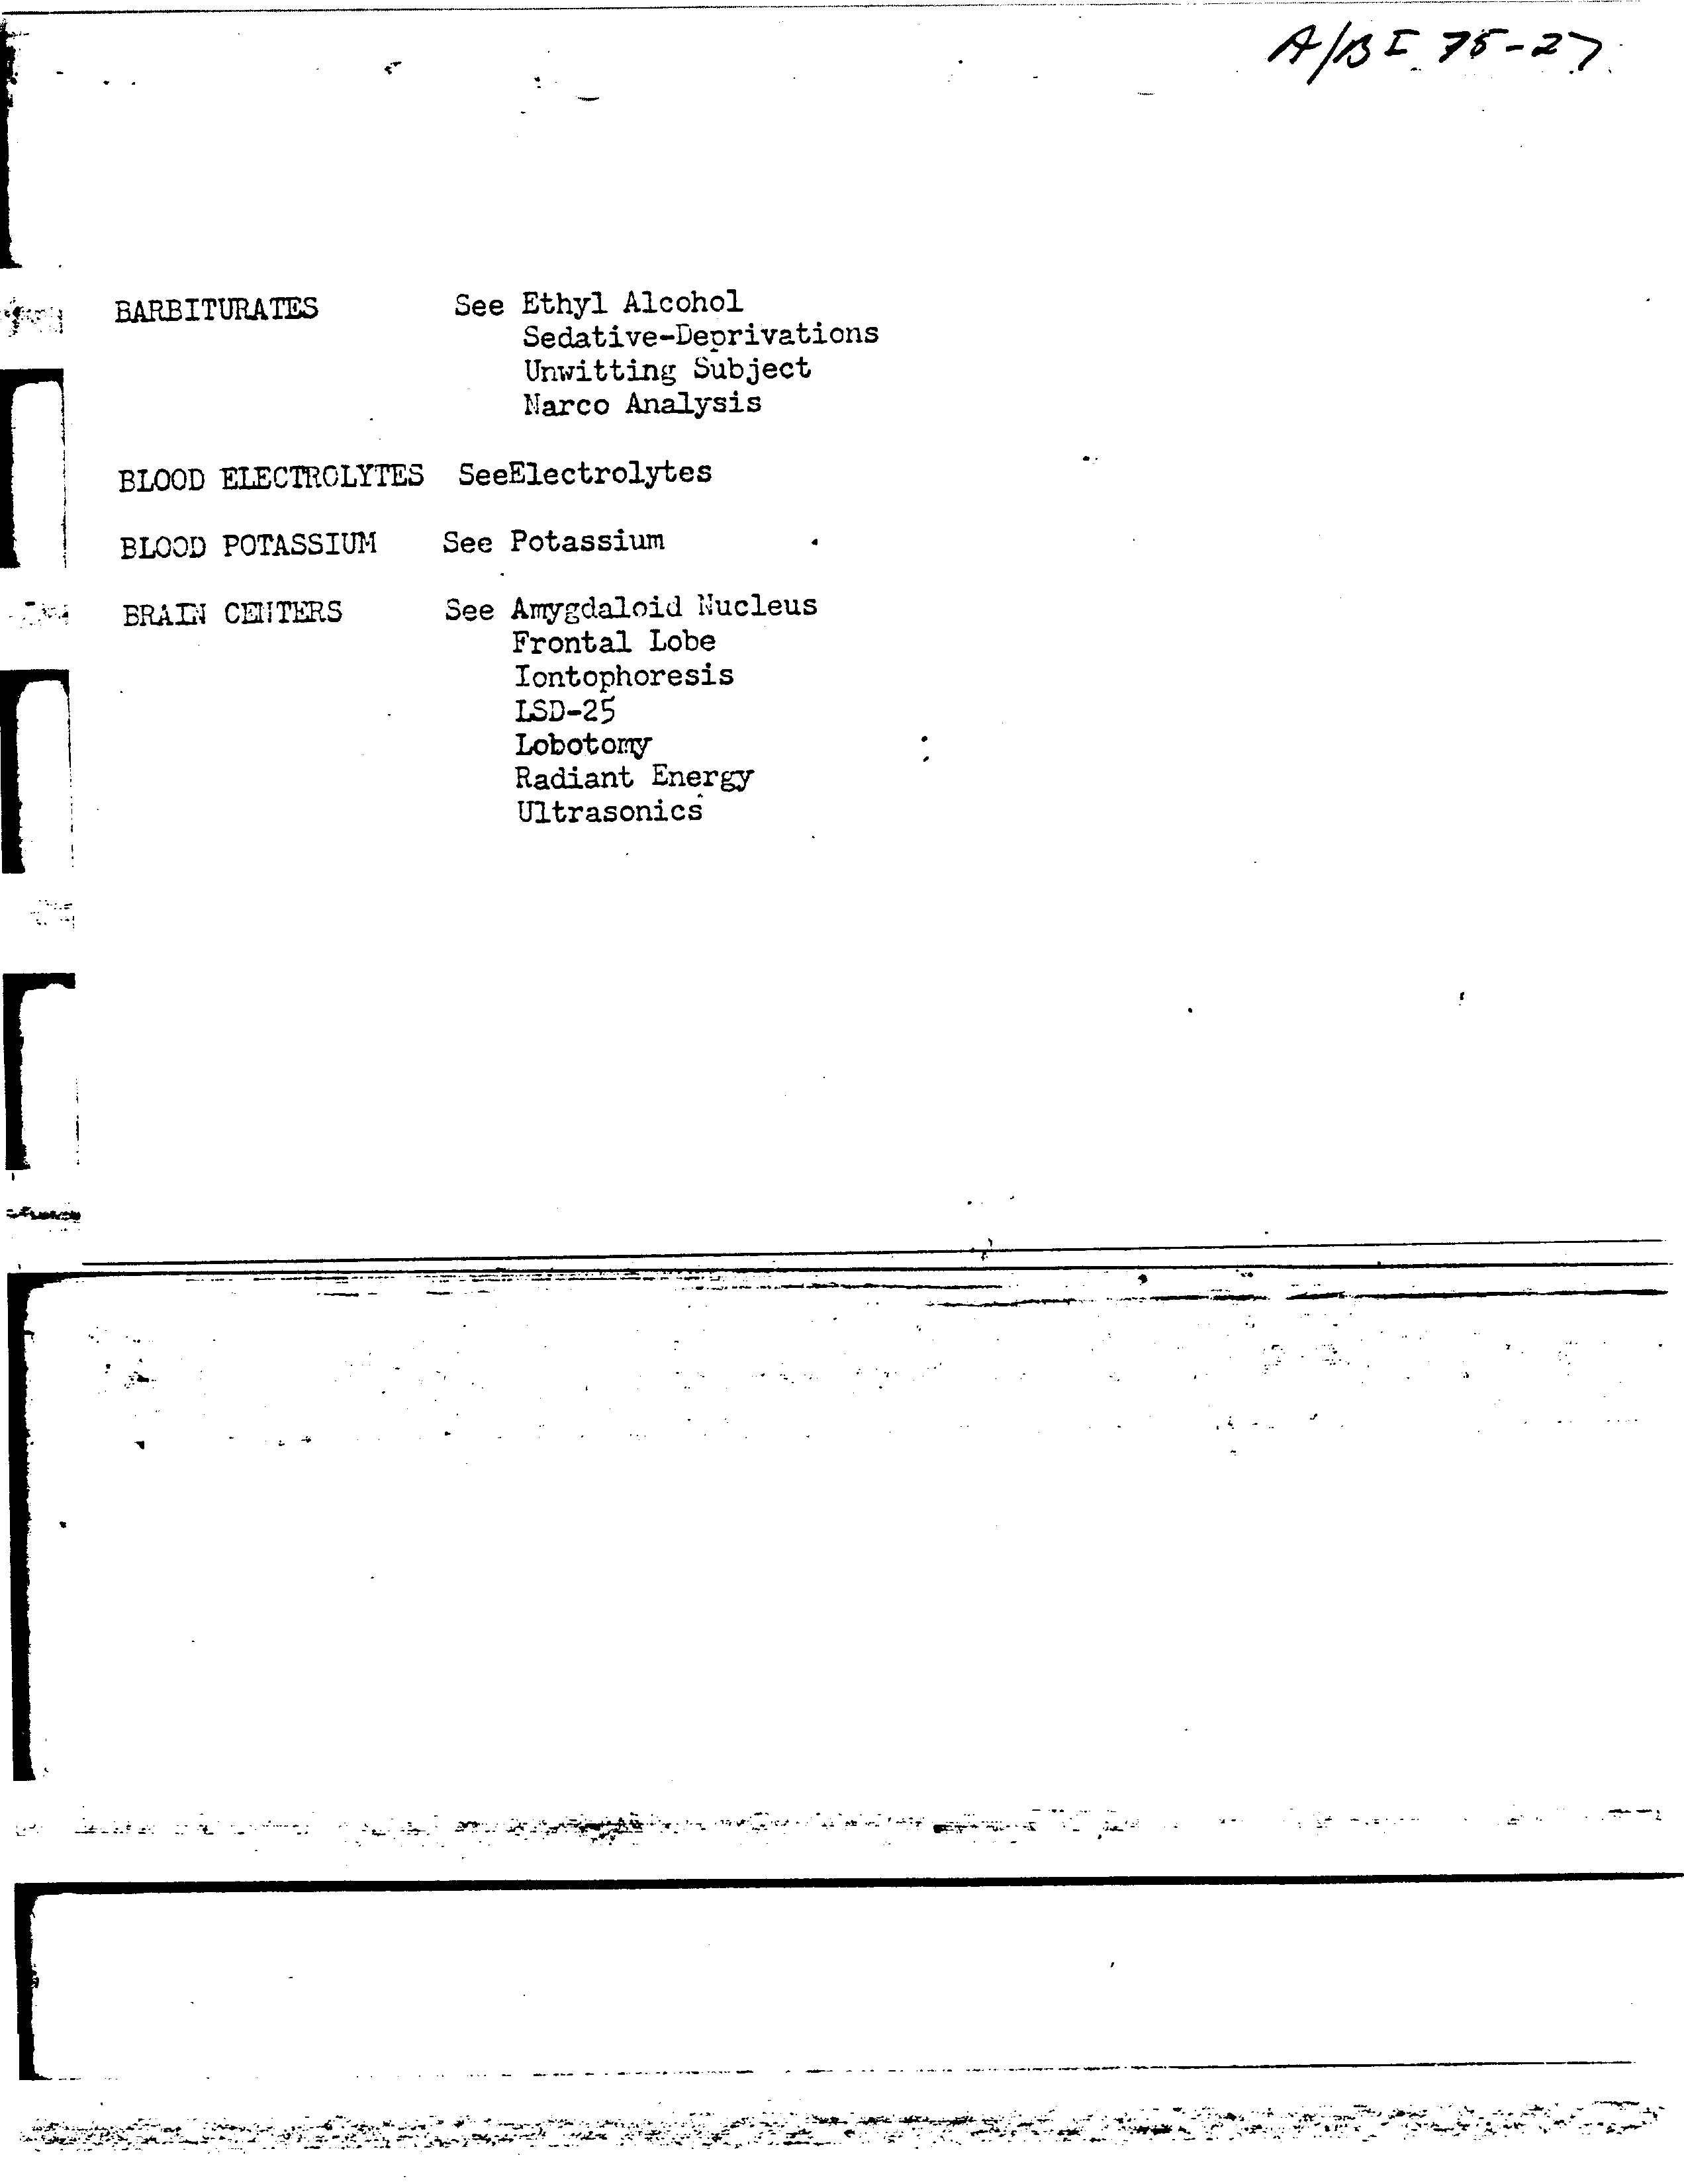 A/BI 75-27
BARBITURATES See Ethyl Alcohol
Sedative-Deprivations
Unwitting Subject
Narco Analysis
BLOOD ELECTROLYTES SeeElectrolytes
BLOOD POTASSIUM See Potassium
BRAIN CENTERS See Amygdaloid Nucleus
Frontal Lobe
Iontophoresis
LSD-25
Lobotomy
Radiant Energy
Ultrasonics